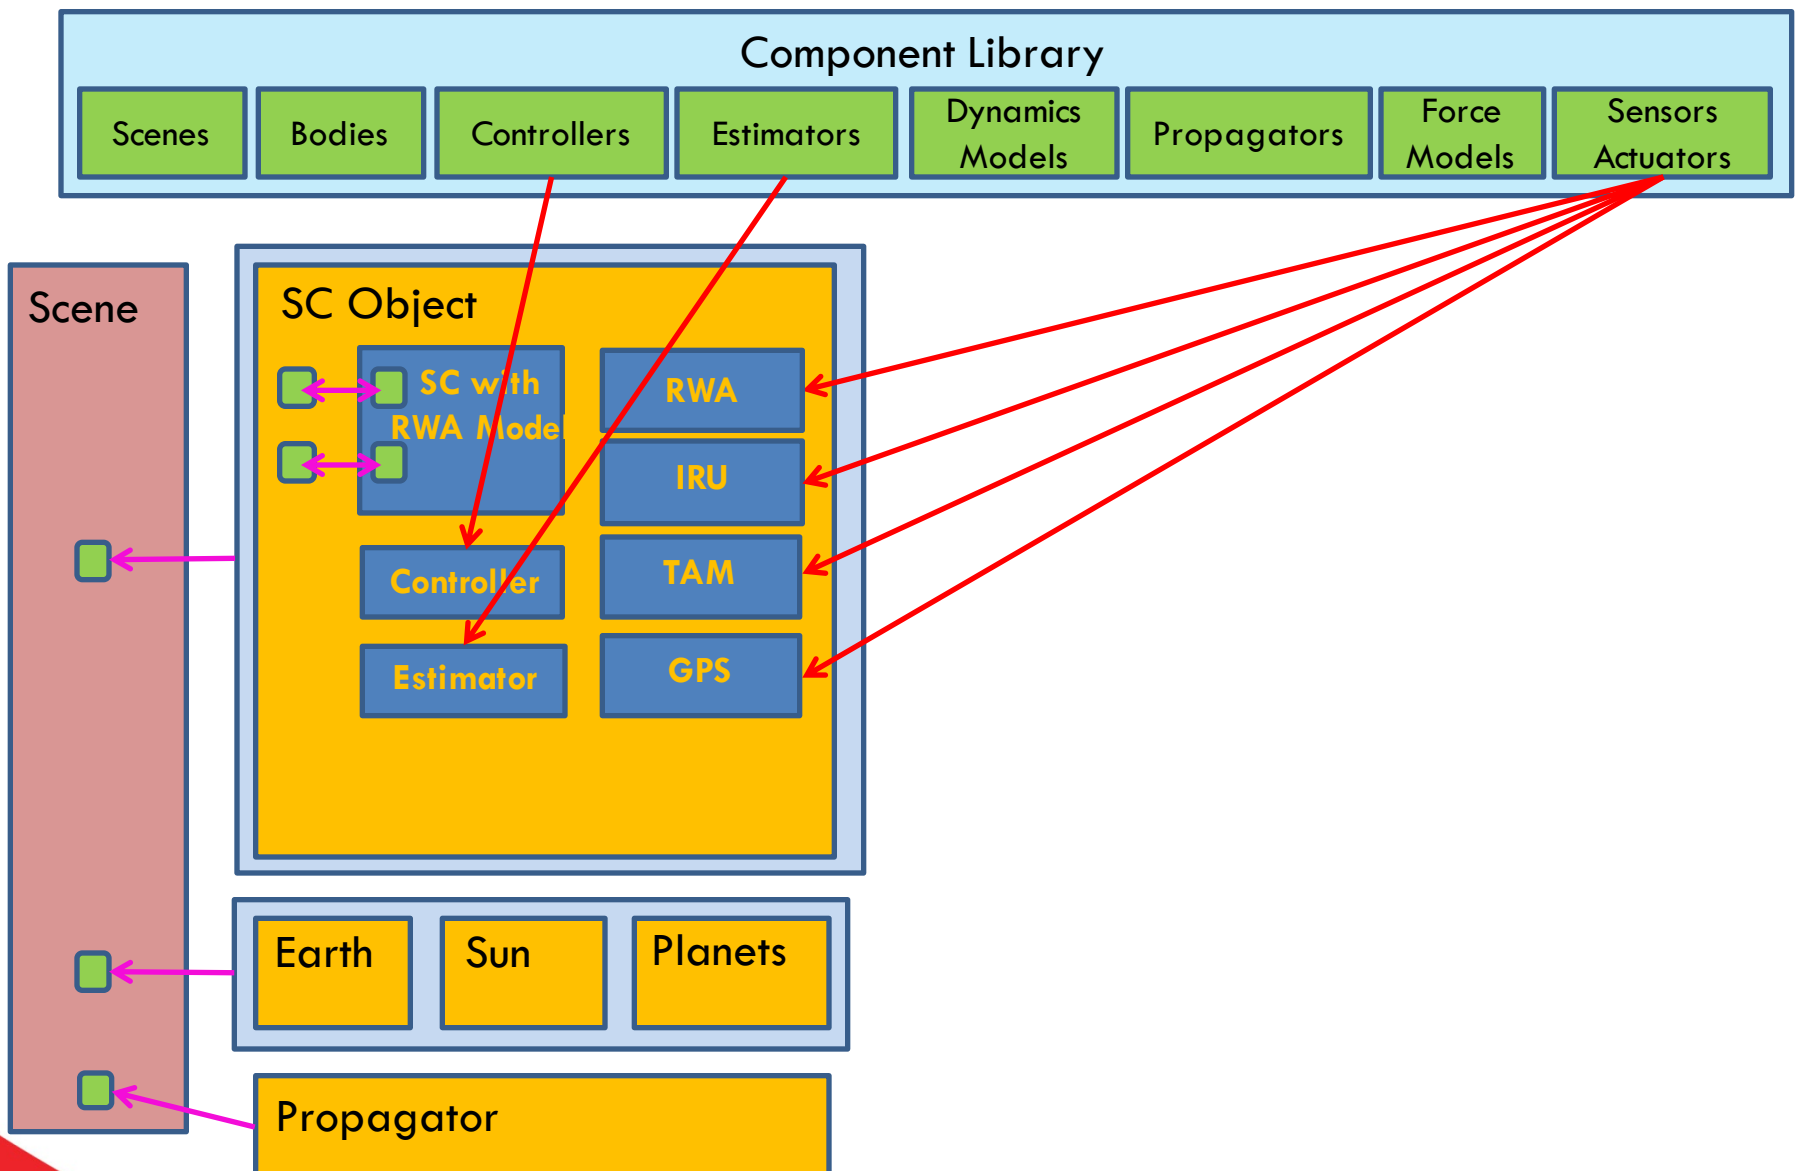 Component Library
Scenes
Bodies
Controllers
Estimators
Dynamics
Models
Propagators
Force
Models
Sensors
Actuators
Scene
SC Object
SC with
RWA Model
RWA
IRU
Controller
TAM
Estimator
GPS
Earth
Sun
Planets
Propagator